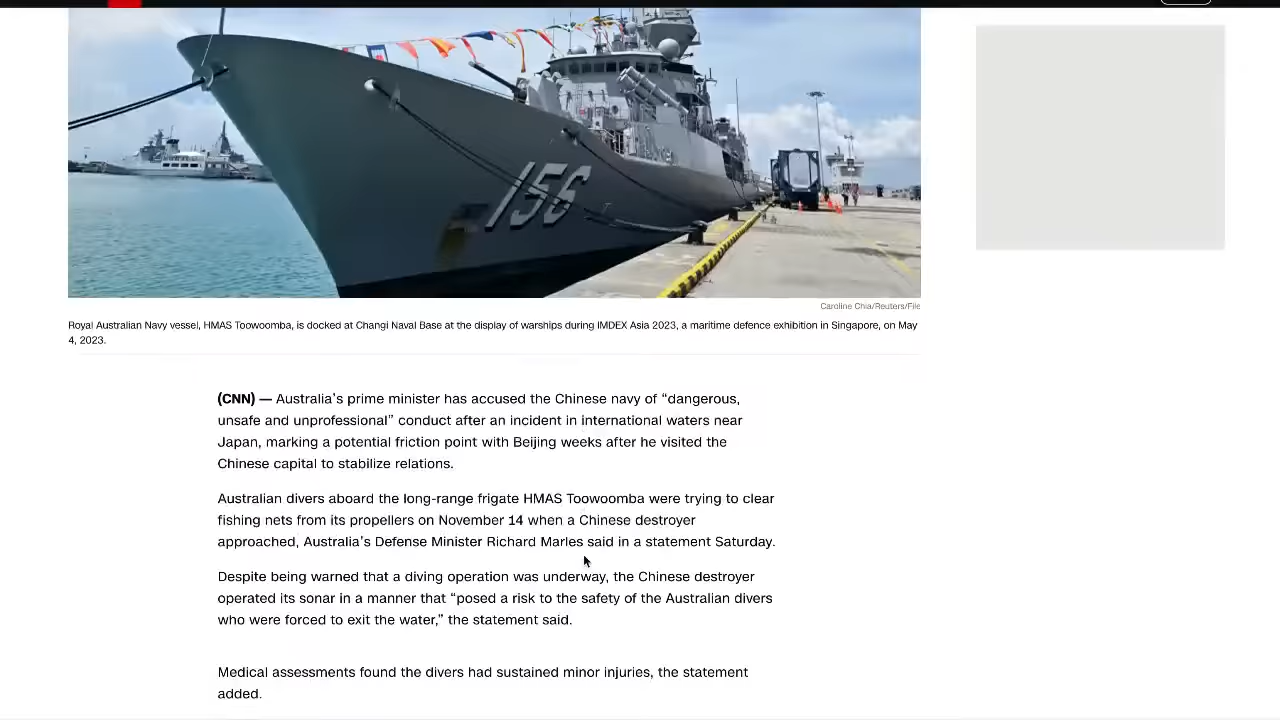 156
Caroline Chia/Reuters/File
Royal Australian Navy vessel, HMAS Toowoomba, is docked at Changi Naval Base at the display of warships during IMDEX Asia 2023, a maritime defence exhibition in Singapore, on May
4, 2023.
(CNN) — Australia’s prime minister has accused the Chinese navy of “dangerous,
unsafe and unprofessional” conduct after an incident in international waters near
Japan, marking a potential friction point with Beijing weeks after he visited the
Chinese capital to stabilize relations.
Australian divers aboard the long-range frigate HMAS Toowoomba were trying to clear
fishing nets from its propellers on November 14 when a Chinese destroyer
approached, Australia’s Defense Minister Richard Marles said in a statement Saturday.
Despite being warned that a diving operation was underway, the Chinese destroyer
operated its sonar in a manner that “posed a risk to the safety of the Australian divers
who were forced to exit the water,” the statement said.
Medical assessments found the divers had sustained minor injuries, the statement
added.